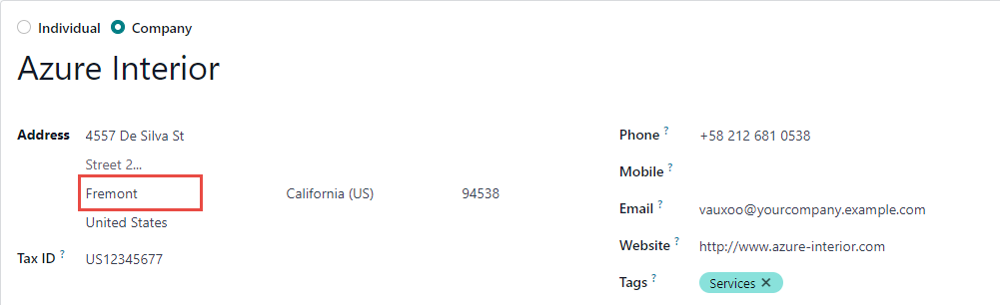 Individual Company
Azure Interior
Address 4557 De Silva St
Street 2...
Fremont California (US) 94538
United States
Tax ID ? US12345677
Phone ? +58 212 681 0538
Mobile ?
Email ? vauxoo@yourcompany.example.com
Website ? http://www.azure-interior.com
Tags ? Services ✕